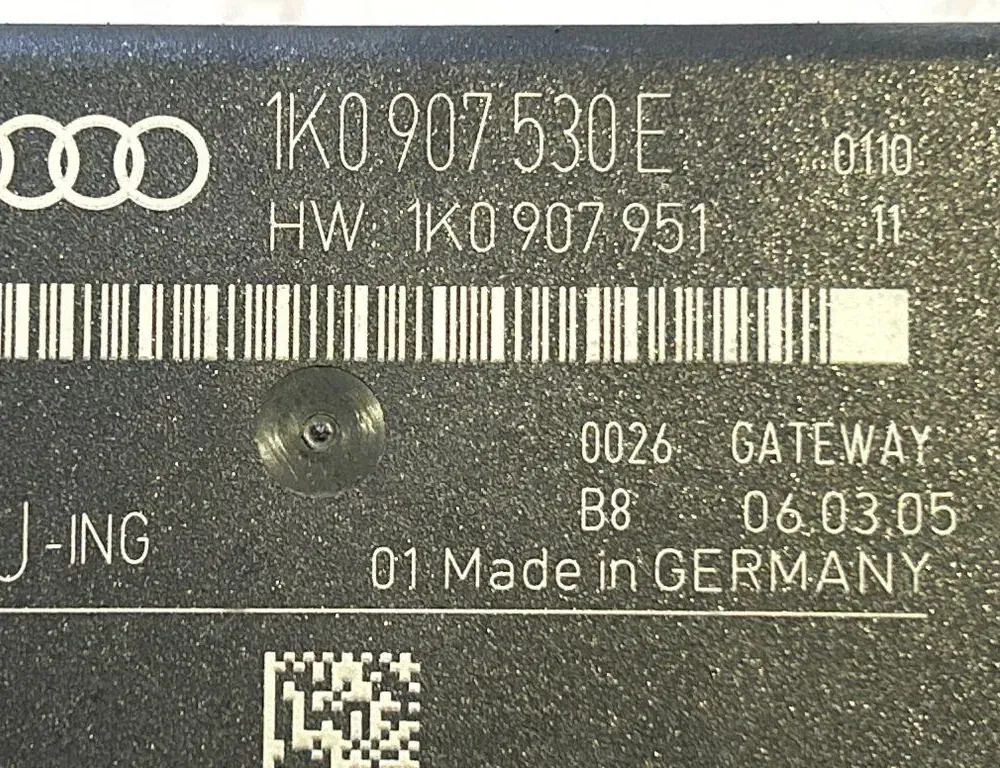 1K0 907 530 E 0110
HW: 1K0 907 951 11
0026 GATEWAY
B8 06.03.05
J-ING
01 Made in GERMANY